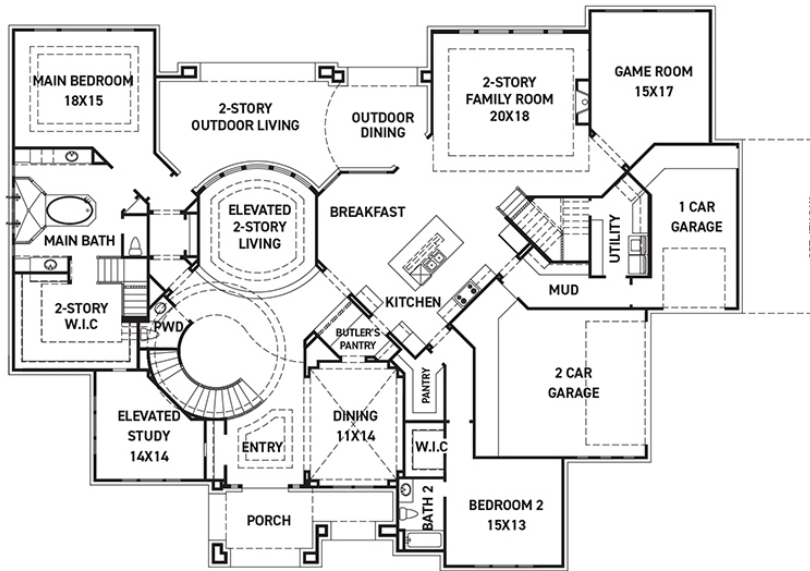 MAIN BEDROOM
18X15
2-STORY
OUTDOOR LIVING
OUTDOOR
DINING
2-STORY
FAMILY ROOM
20X18
GAME ROOM
15X17
ELEVATED
2-STORY
LIVING
BREAKFAST
UTILITY
1 CAR
GARAGE
MAIN BATH
2-STORY
W.I.C
PWD
KITCHEN
MUD
BUTLER'S
PANTRY
PANTRY
2 CAR
GARAGE
ELEVATED
STUDY
14X14
ENTRY
DINING
11X14
W.I.C
BATH 2
BEDROOM 2
15X13
PORCH